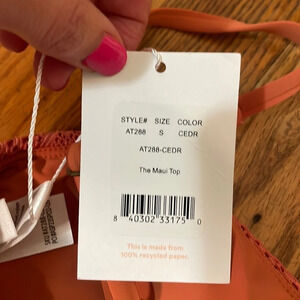 STYLE# SIZE COLOR
AT288 S CEDR
AT288-CEDR
The Maui Top
8 40302 33175 0
This is made from
100% recycled paper.